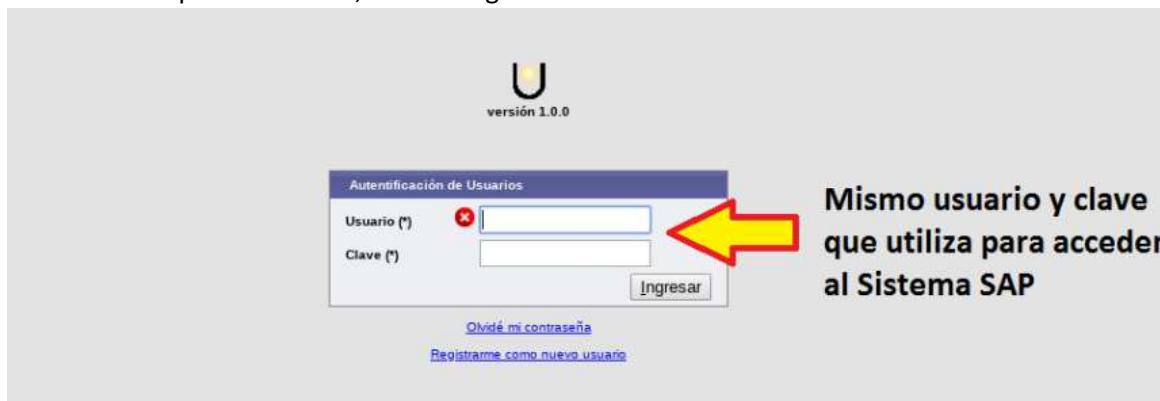 versión 1.0.0
Autentificación de Usuarios
Usuario (*)
Clave (*)
Ingresar
Olvidé mi contraseña
Registrarme como nuevo usuario
Mismo usuario y clave
que utiliza para acceder
al Sistema SAP